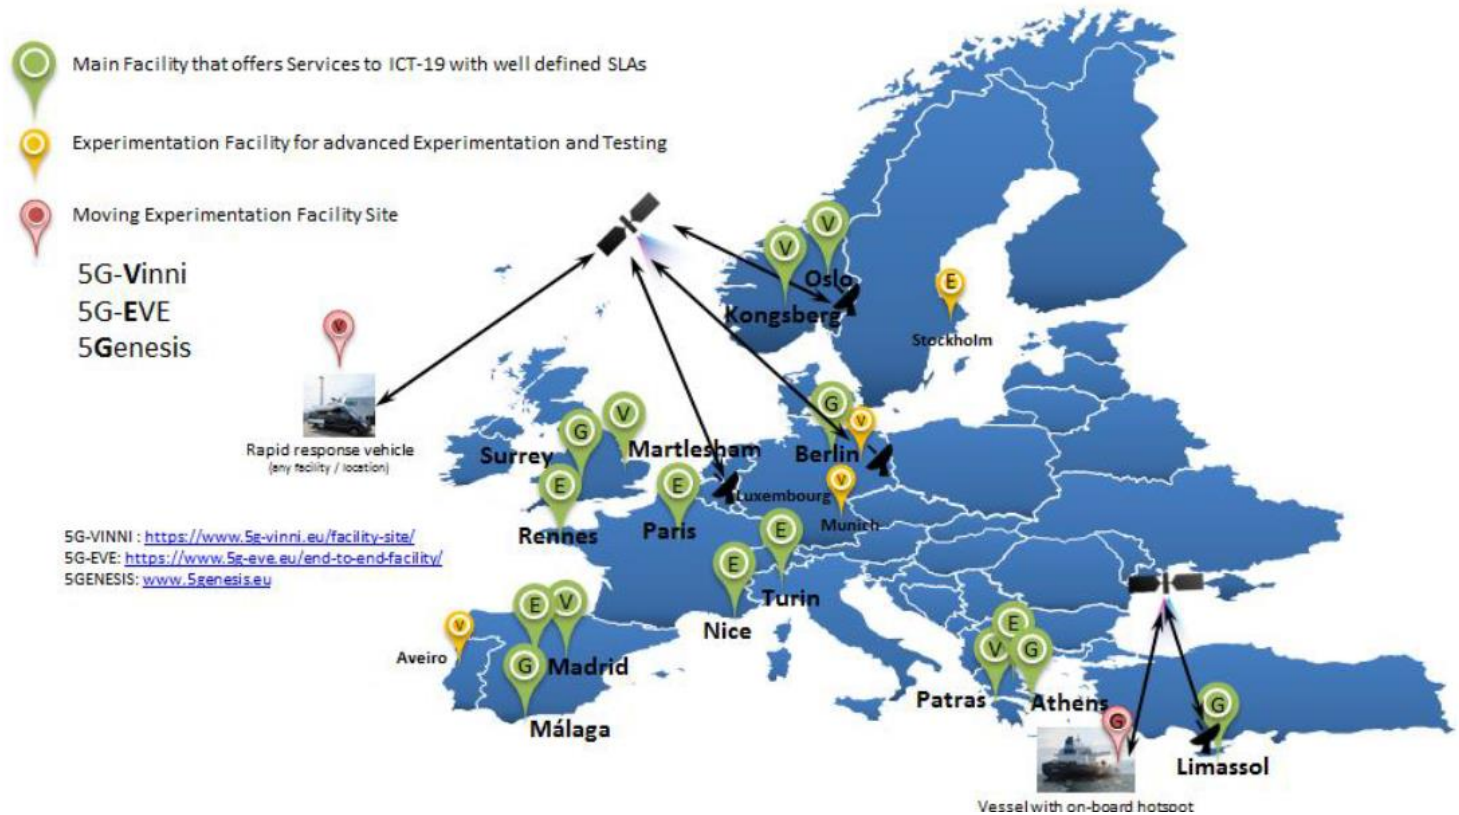 Main Facility that offers Services to ICT-19 with well defined SLAs
Experimentation Facility for advanced Experimentation and Testing
Moving Experimentation Facility Site
5G-Vinni
5G-EVE
5Genesis
V
V
Oslo
Kongsberg
E
Stockholm
V
Rapid response vehicle
(any facility / location)
G
V
Surrey
Martlesham
G
V
Berlin
E
Rennes
E
Paris
Luxembourg
V
Munich
5G-VINNI : https://www.5g-vinni.eu/facility-site/
5G-EVE: https://www.5g-eve.eu/end-to-end-facility/
5GENESIS: www.5genesis.eu
E
Turin
E
Nice
E
V
Madrid
V
Aveiro
G
Málaga
E
V
G
Patras
Athens
G
G
Limassol
Vessel with on-board hotspot